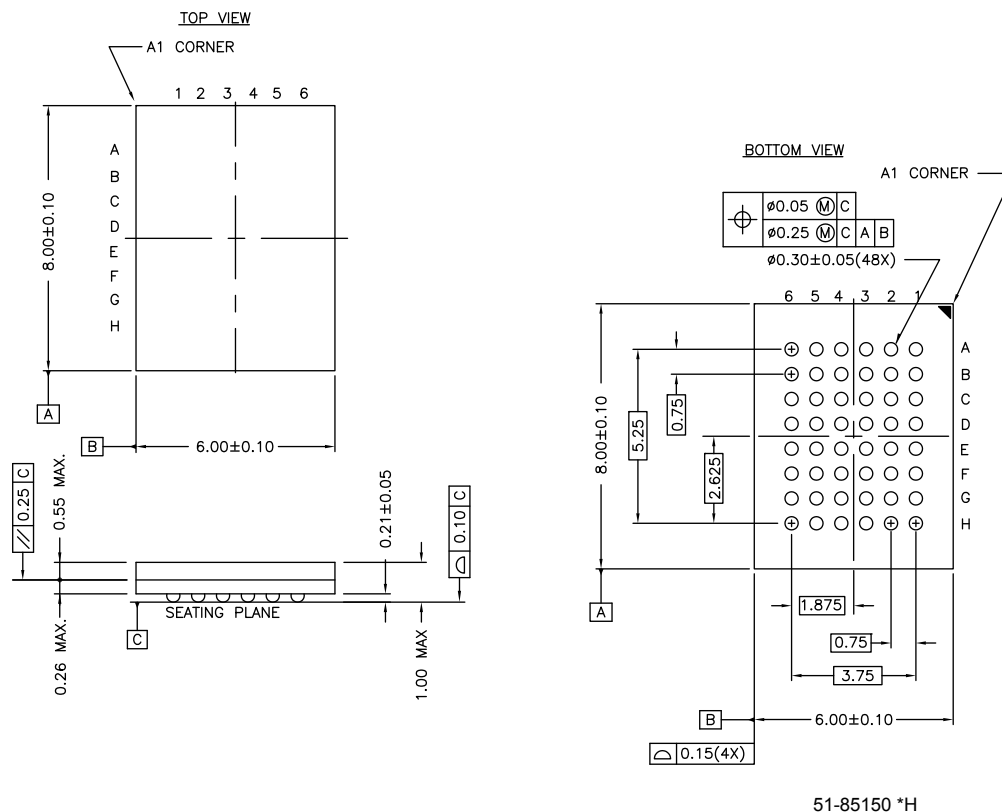 TOP VIEW
A1 CORNER
1 2 3 4 5 6
A
B
C
D
E
F
G
H
8.00±0.10
A
B
6.00±0.10
// 0.25 C
0.55 MAX.
0.26 MAX.
SEATING PLANE
C
0.21±0.05
1.00 MAX
⌓ 0.10 C
BOTTOM VIEW
A1 CORNER
⌖ ø0.05 Ⓜ C
ø0.25 Ⓜ C A B
ø0.30±0.05(48X)
6 5 4 3 2 1
A
B
C
D
E
F
G
H
8.00±0.10
5.25
0.75
2.625
A
1.875
0.75
3.75
B
6.00±0.10
⌓ 0.15(4X)
51-85150 *H